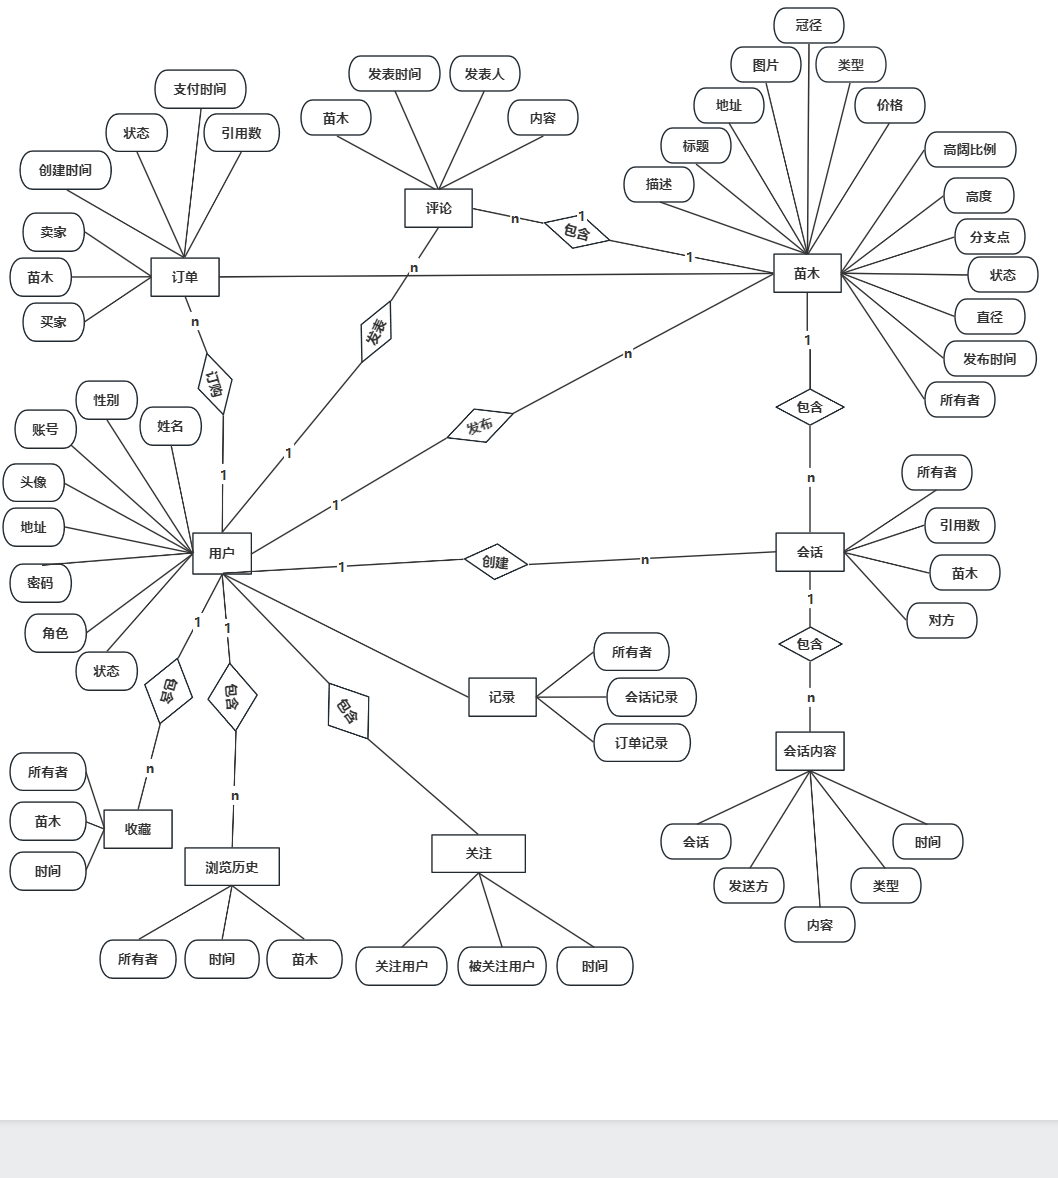 冠径
图片
类型
支付时间
发表时间
发表人
地址
价格
状态
引用数
苗木
内容
标题
高阔比例
创建时间
描述
高度
卖家
评论
n
1
包含
1
分支点
苗木
订单
苗木
状态
n
买家
n
发表
1
直径
n
发布时间
订购
性别
包含
所有者
账号
姓名
发布
1
1
n
所有者
头像
1
地址
引用数
用户
1
创建
n
会话
密码
苗木
1
角色
1
1
对方
状态
包含
包含
包含
包含
所有者
记录
会话记录
n
订单记录
会话内容
所有者
n
n
苗木
收藏
会话
时间
时间
浏览历史
关注
发送方
类型
内容
所有者
时间
苗木
关注用户
被关注用户
时间